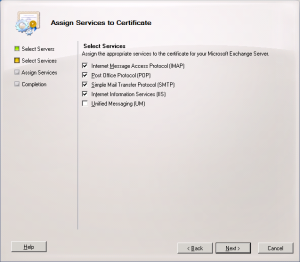 Assign Services to Certificate
Select Servers
Select Services
Assign Services
Completion
Select Services
Assign the appropriate services to the certificate for your Microsoft Exchange Server.
Internet Message Access Protocol (IMAP)
Post Office Protocol (POP)
Simple Mail Transfer Protocol (SMTP)
Internet Information Services (IIS)
Unified Messaging (UM)
Help
< Back
Next >
Cancel